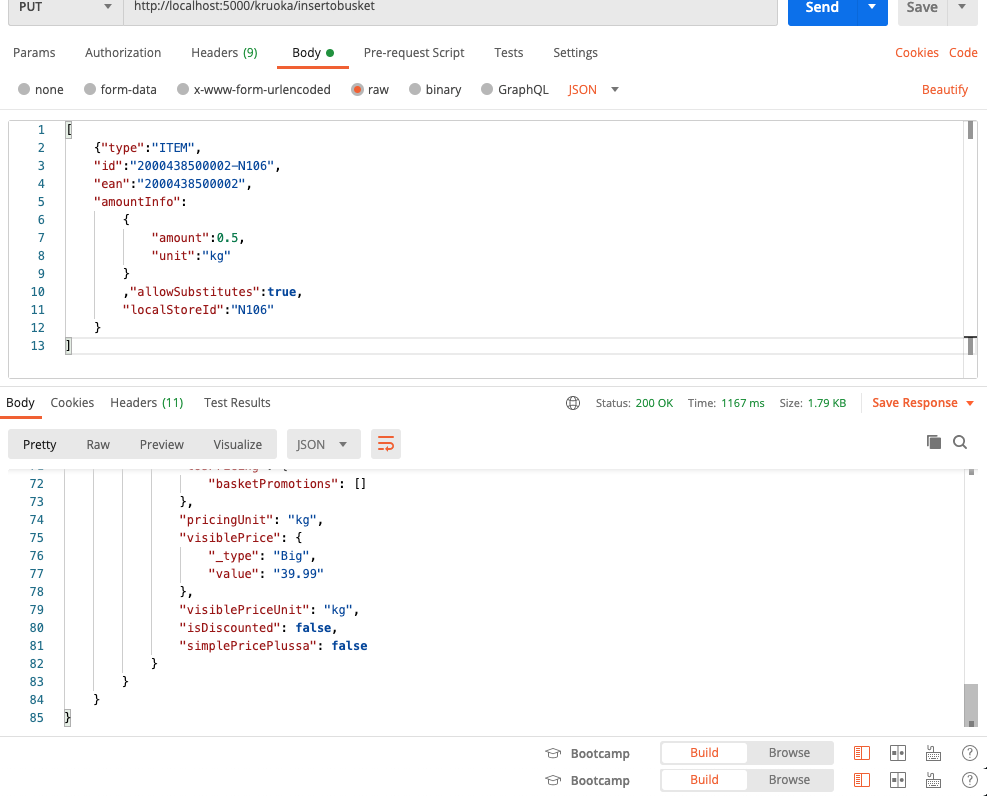 PUT http://localhost:5000/kruoka/insertobusket Send Save
Params Authorization Headers (9) Body Pre-request Script Tests Settings Cookies Code
none form-data x-www-form-urlencoded raw binary GraphQL JSON Beautify
1 [
2 {"type":"ITEM",
3 "id":"2000438500002-N106",
4 "ean":"2000438500002",
5 "amountInfo":
6 {
7 "amount":0.5,
8 "unit":"kg"
9 }
10 ,"allowSubstitutes":true,
11 "localStoreId":"N106"
12 }
13 ]
Body Cookies Headers (11) Test Results Status: 200 OK Time: 1167 ms Size: 1.79 KB Save Response
Pretty Raw Preview Visualize JSON
72 "basketPromotions": []
73 },
74 "pricingUnit": "kg",
75 "visiblePrice": {
76 "_type": "Big",
77 "value": "39.99"
78 },
79 "visiblePriceUnit": "kg",
80 "isDiscounted": false,
81 "simplePricePlussa": false
82 }
83 }
84 }
85 }
Bootcamp Build Browse
Bootcamp Build Browse